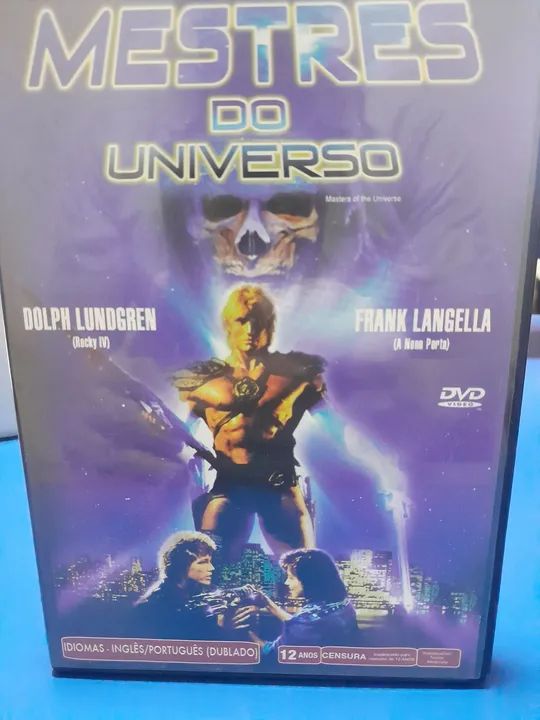 MESTRES
DO
UNIVERSO
Masters of the Universe
DOLPH LUNDGREN
(Rocky IV)
FRANK LANGELLA
(A Nona Porta)
DVD
VIDEO
IDIOMAS - INGLÊS/PORTUGUÊS (DUBLADO)
12 ANOS CENSURA